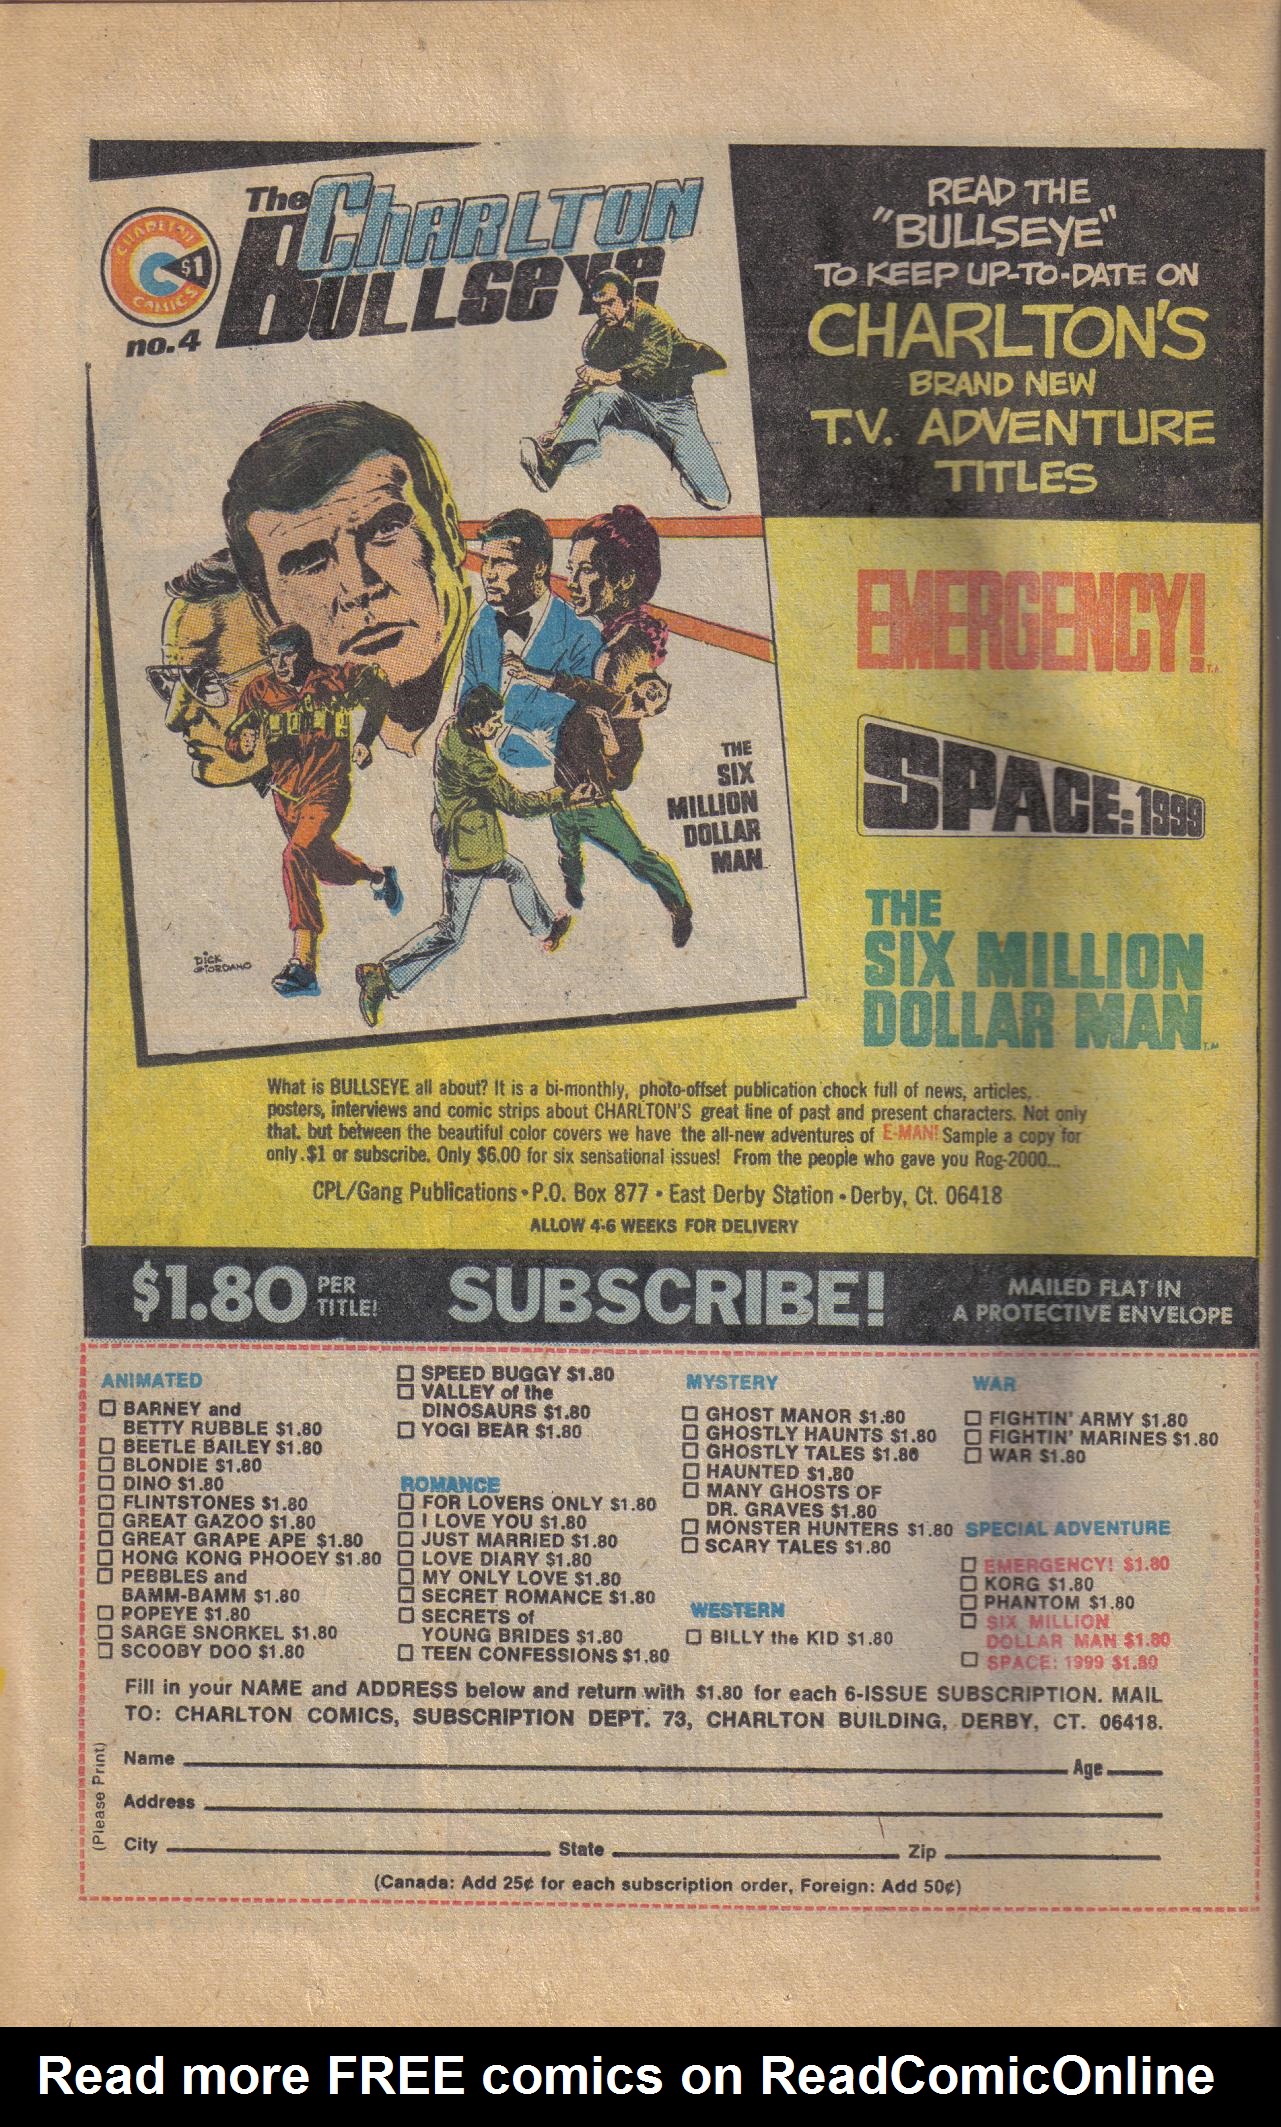 The CHARLTON
BULLSEYE
CHARLTON
$1
COMICS
no.4
THE
SIX
MILLION
DOLLAR
MAN
DICK
GIORDANO
READ THE
"BULLSEYE"
TO KEEP UP-TO-DATE ON
CHARLTON'S
BRAND NEW
T.V. ADVENTURE
TITLES
EMERGENCY!
SPACE: 1999
THE
SIX MILLION
DOLLAR MAN
What is BULLSEYE all about? It is a bi-monthly, photo-offset publication chock full of news, articles,
posters, interviews and comic strips about CHARLTON'S great line of past and present characters. Not only
that, but between the beautiful color covers we have the all-new adventures of E-MAN! Sample a copy for
only $1 or subscribe. Only $6.00 for six sensational issues! From the people who gave you Rog-2000...
CPL/Gang Publications • P.O. Box 877 • East Derby Station • Derby, Ct. 06418
ALLOW 4-6 WEEKS FOR DELIVERY
$1.80 PER
TITLE!
SUBSCRIBE!
MAILED FLAT IN
A PROTECTIVE ENVELOPE
ANIMATED
BARNEY and
BETTY RUBBLE $1.80
BEETLE BAILEY $1.80
BLONDIE $1.80
DINO $1.80
FLINTSTONES $1.80
GREAT GAZOO $1.80
GREAT GRAPE APE $1.80
HONG KONG PHOOEY $1.80
PEBBLES and
BAMM-BAMM $1.80
POPEYE $1.80
SARGE SNORKEL $1.80
SCOOBY DOO $1.80
SPEED BUGGY $1.80
VALLEY of the
DINOSAURS $1.80
YOGI BEAR $1.80
ROMANCE
FOR LOVERS ONLY $1.80
I LOVE YOU $1.80
JUST MARRIED $1.80
LOVE DIARY $1.80
MY ONLY LOVE $1.80
SECRET ROMANCE $1.80
SECRETS of
YOUNG BRIDES $1.80
TEEN CONFESSIONS $1.80
MYSTERY
GHOST MANOR $1.80
GHOSTLY HAUNTS $1.80
GHOSTLY TALES $1.80
HAUNTED $1.80
MANY GHOSTS OF
DR. GRAVES $1.80
MONSTER HUNTERS $1.80
SCARY TALES $1.80
WESTERN
BILLY the KID $1.80
WAR
FIGHTIN' ARMY $1.80
FIGHTIN' MARINES $1.80
WAR $1.80
SPECIAL ADVENTURE
EMERGENCY! $1.80
KORG $1.80
PHANTOM $1.80
SIX MILLION
DOLLAR MAN $1.80
SPACE: 1999 $1.80
Fill in your NAME and ADDRESS below and return with $1.80 for each 6-ISSUE SUBSCRIPTION. MAIL
TO: CHARLTON COMICS, SUBSCRIPTION DEPT. 73, CHARLTON BUILDING, DERBY, CT. 06418.
(Please Print)
Name Age
Address
City State Zip
(Canada: Add 25¢ for each subscription order, Foreign: Add 50¢)
Read more FREE comics on ReadComicOnline